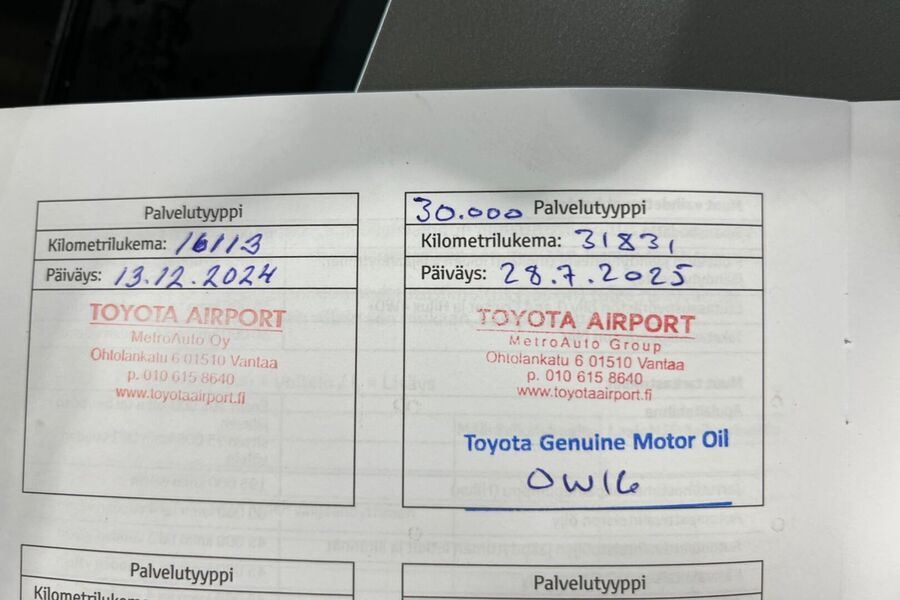 Palvelutyyppi
Kilometrilukema: 16113
Päiväys: 13.12.2024
TOYOTA AIRPORT
MetroAuto Oy
Ohtolankatu 6 01510 Vantaa
p. 010 615 8640
www.toyotaairport.fi
30.000 Palvelutyyppi
Kilometrilukema: 31831
Päiväys: 28.7.2025
TOYOTA AIRPORT
MetroAuto Group
Ohtolankatu 6 01510 Vantaa
p. 010 615 8640
www.toyotaairport.fi
Toyota Genuine Motor Oil
0W16
Palvelutyyppi
Kilometrilukema:
Palvelutyyppi